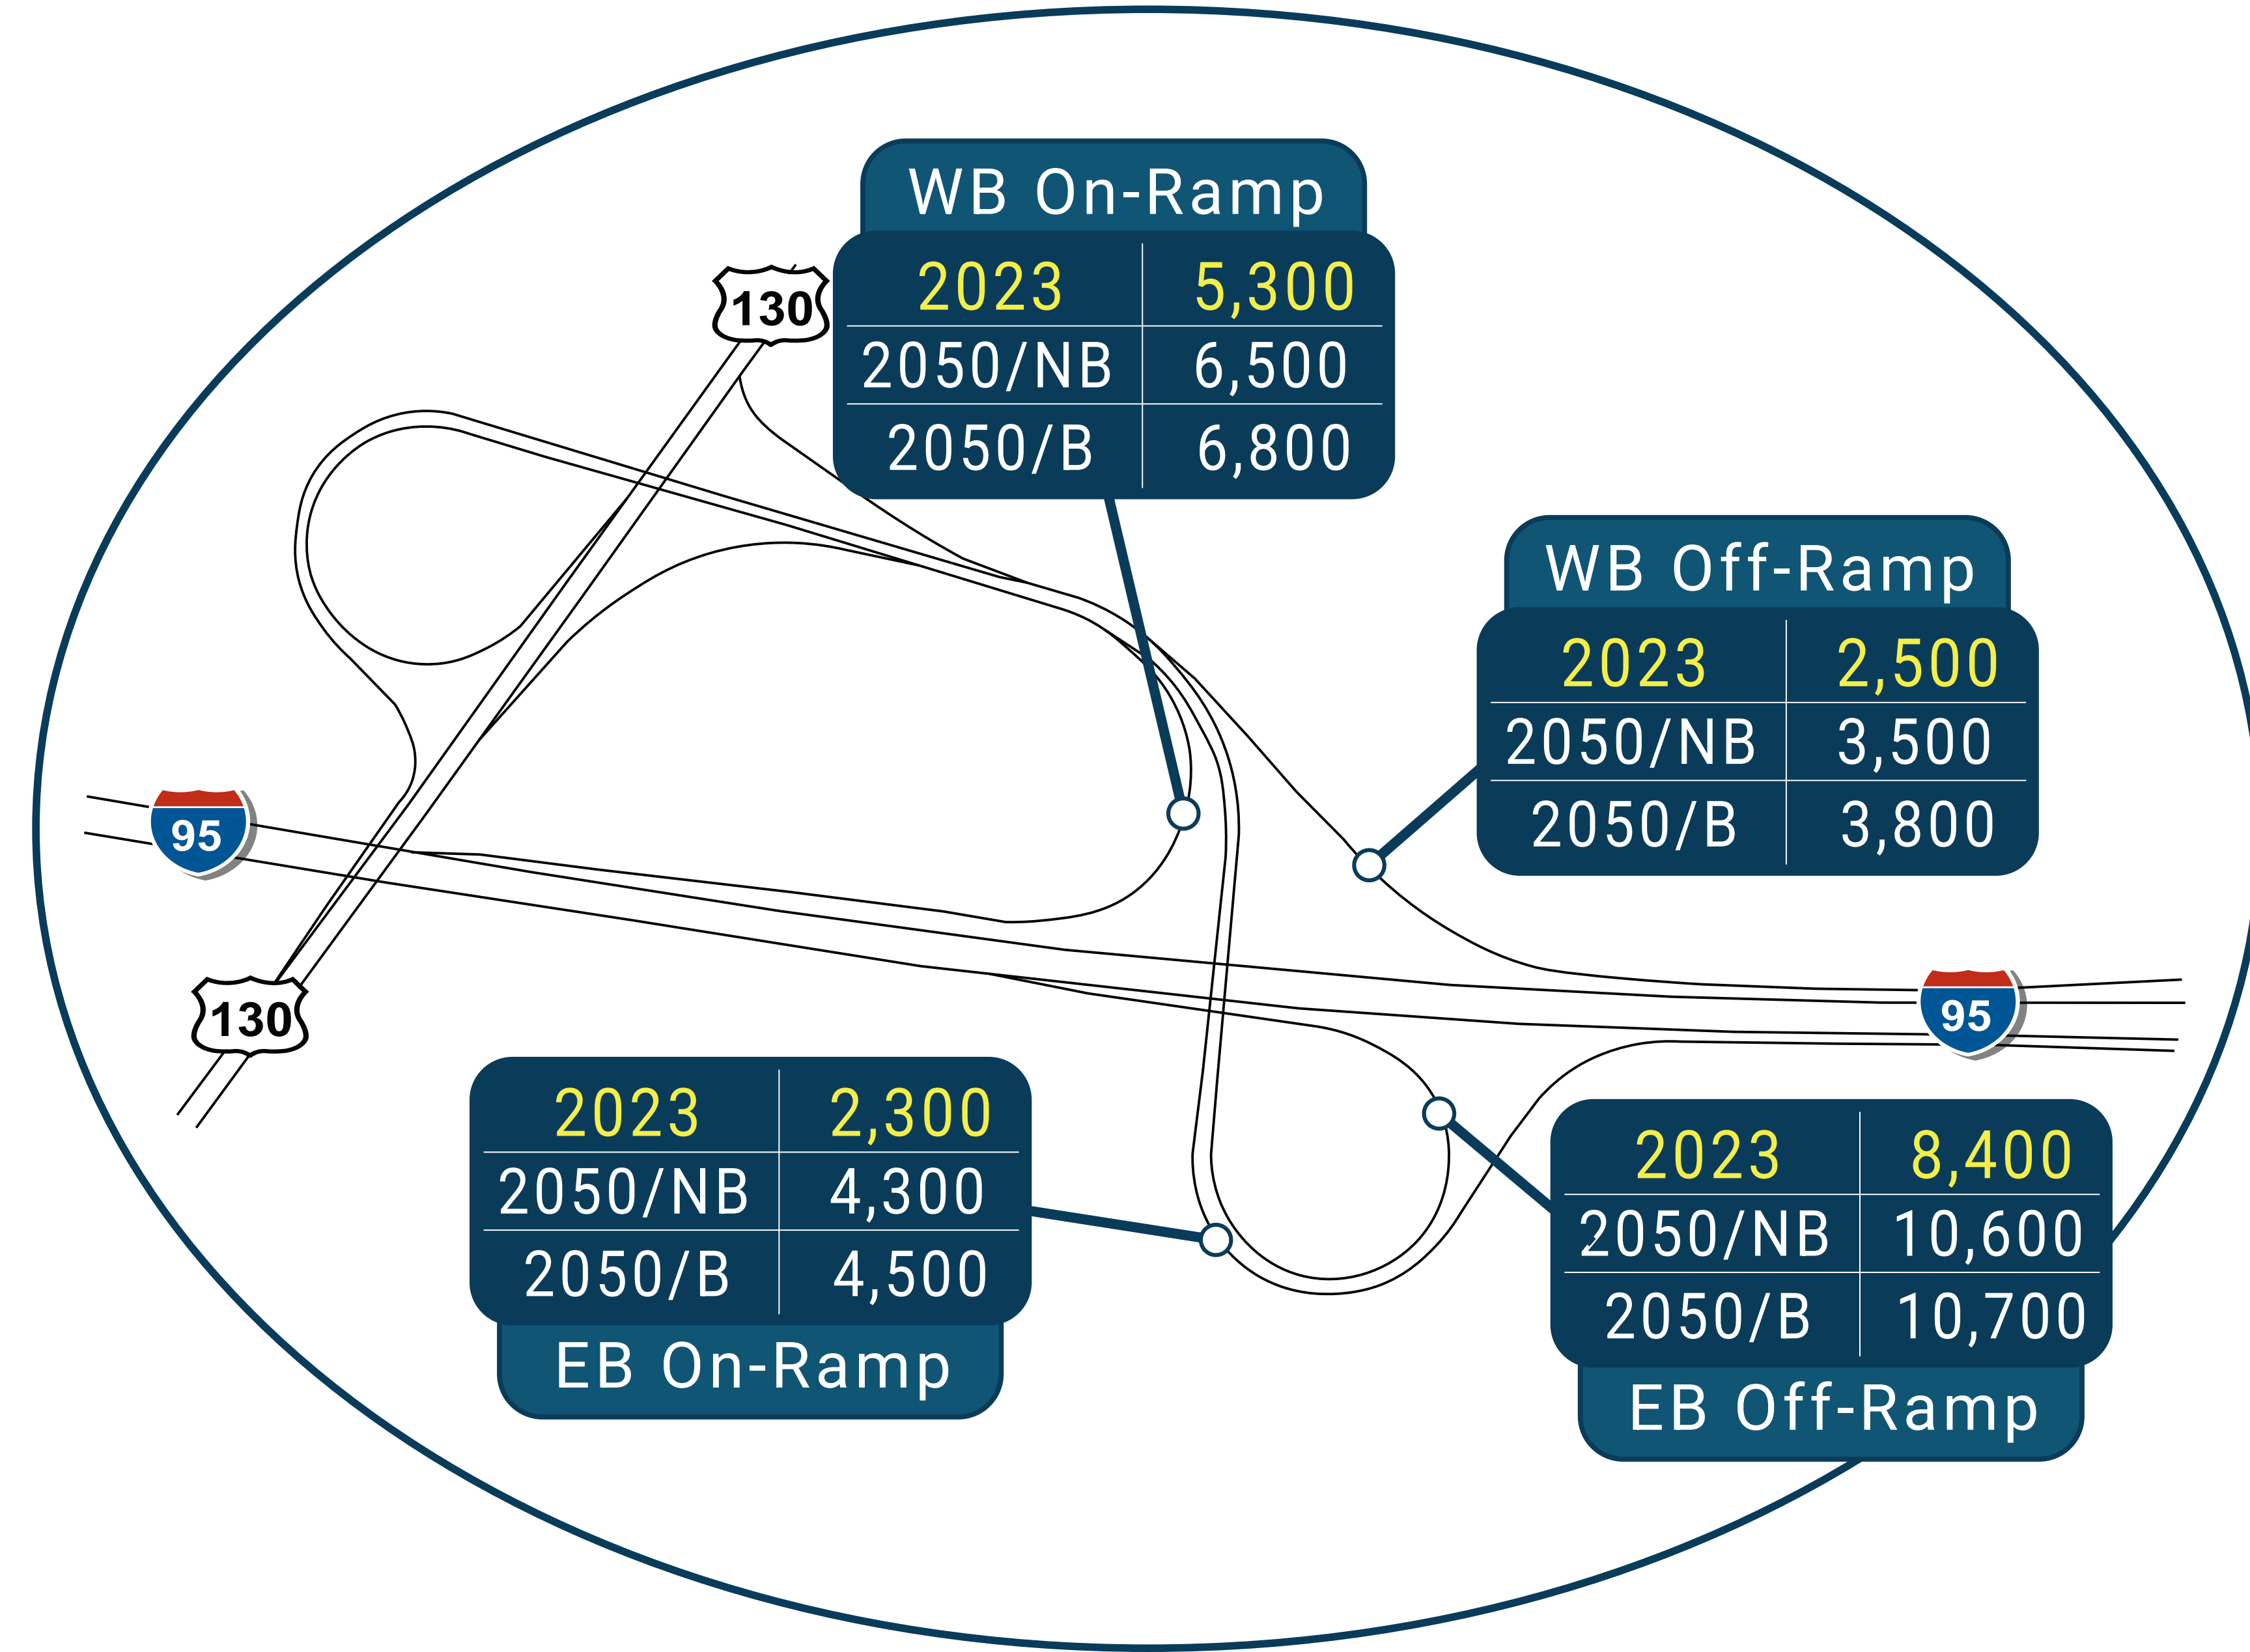 WB On-Ramp
2023 5,300
2050/NB 6,500
2050/B 6,800
130
WB Off-Ramp
2023 2,500
2050/NB 3,500
2050/B 3,800
95
95
130
2023 2,300
2050/NB 4,300
2050/B 4,500
EB On-Ramp
2023 8,400
2050/NB 10,600
2050/B 10,700
EB Off-Ramp